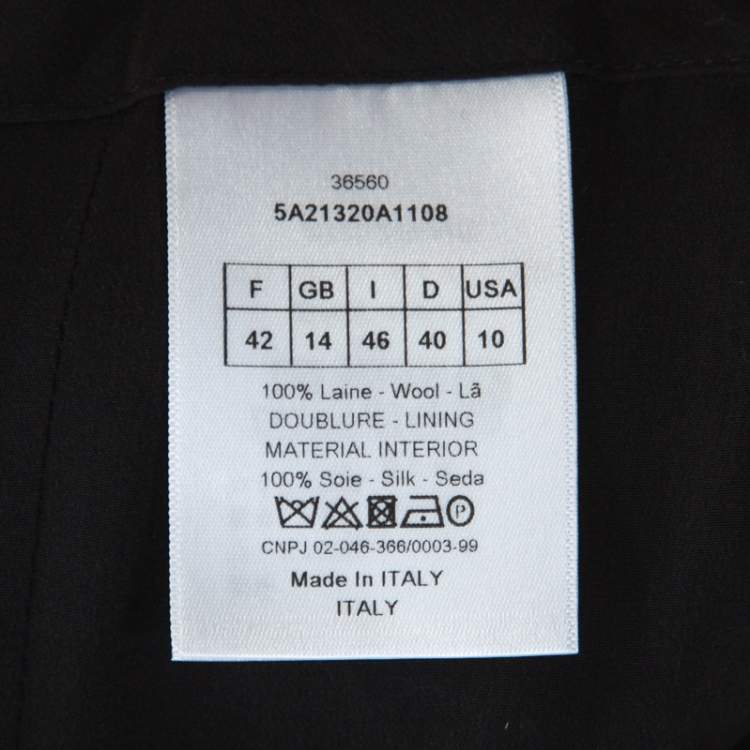 36560
5A21320A1108
F GB I D USA
42 14 46 40 10
100% Laine - Wool - Lã
DOUBLURE - LINING
MATERIAL INTERIOR
100% Soie - Silk - Seda
P
CNPJ 02-046-366/0003-99
Made In ITALY
ITALY